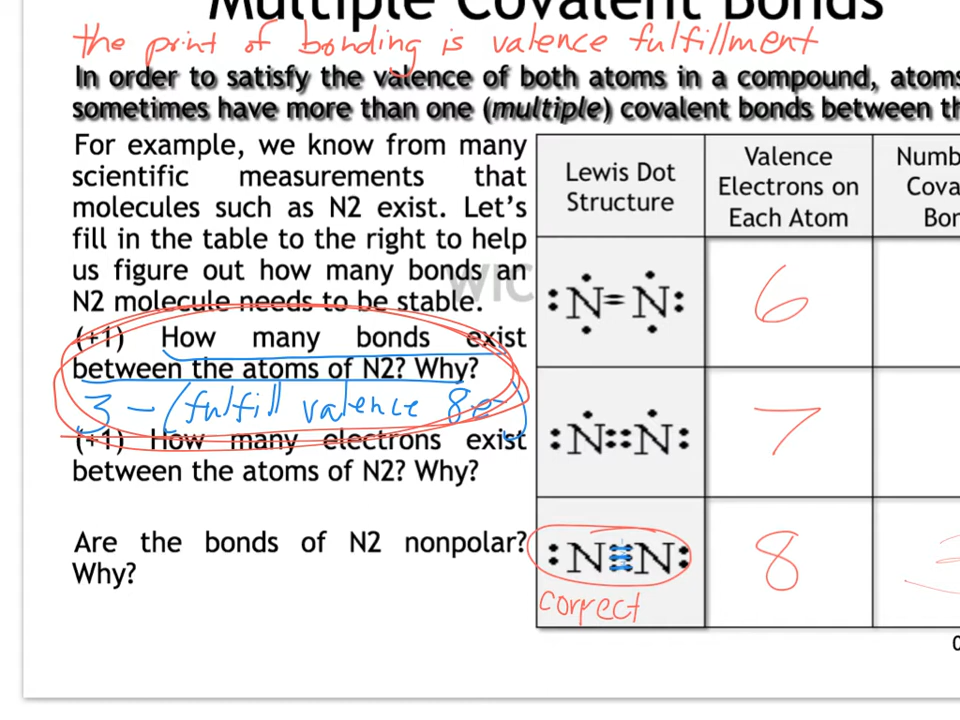 Multiple Covalent Bonds
the print of bonding is valence fulfillment
In order to satisfy the valence of both atoms in a compound, atoms
sometimes have more than one (multiple) covalent bonds between th
For example, we know from many
scientific measurements that
molecules such as N2 exist. Let's
fill in the table to the right to help
us figure out how many bonds an
N2 molecule needs to be stable.
(+1) How many bonds exist
between the atoms of N2? Why?
3 - (fulfill valence 8e-)
(+1) How many electrons exist
between the atoms of N2? Why?
Are the bonds of N2 nonpolar?
Why?
Lewis Dot
Structure
Valence
Electrons on
Each Atom
Numb
Cova
Bon
:N=N:
6
:N::N:
7
:N≡N:
8
3
correct